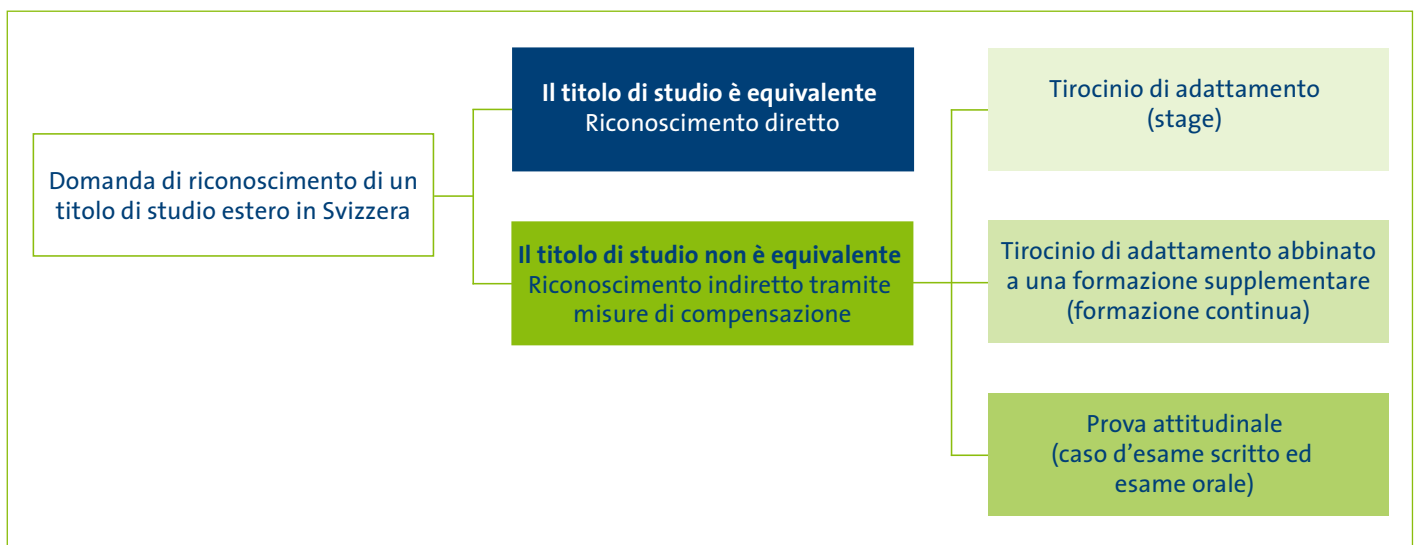 Domanda di riconoscimento di un
titolo di studio estero in Svizzera
Il titolo di studio è equivalente
Riconoscimento diretto
Il titolo di studio non è equivalente
Riconoscimento indiretto tramite
misure di compensazione
Tirocinio di adattamento
(stage)
Tirocinio di adattamento abbinato
a una formazione supplementare
(formazione continua)
Prova attitudinale
(caso d’esame scritto ed
esame orale)